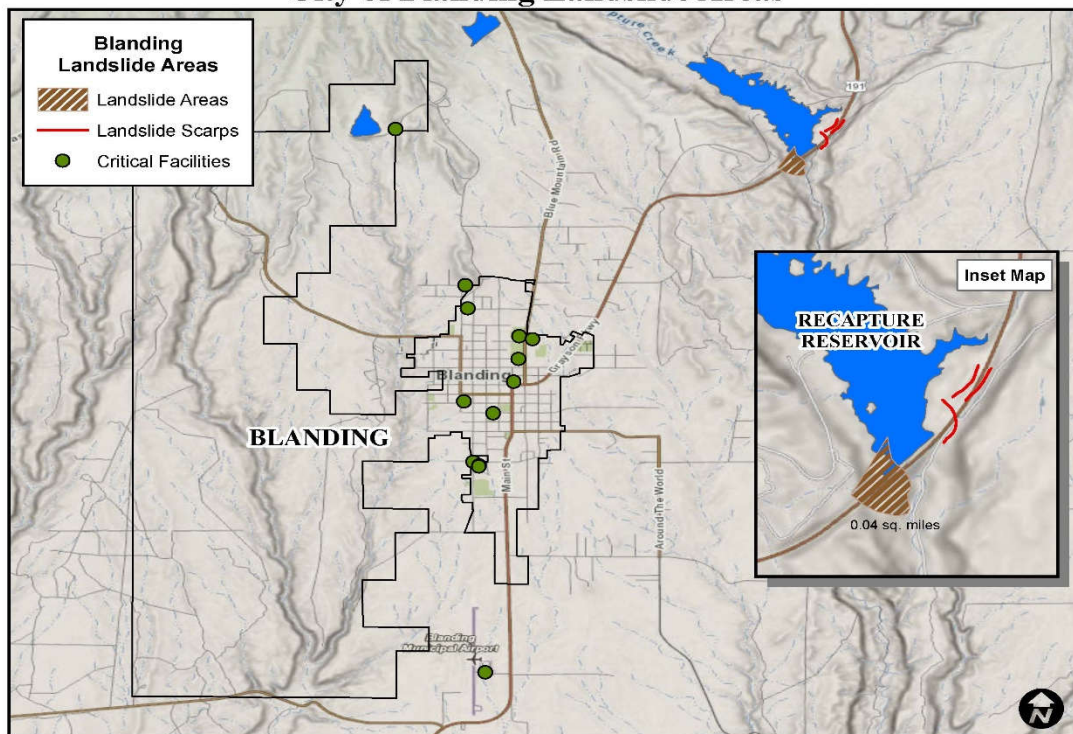 Blanding
Landslide Areas
Landslide Areas
Landslide Scarps
Critical Facilities
Creek
191
Blue Mountain Rd
Inset Map
RECAPTURE
RESERVOIR
0.04 sq. miles
Blanding
BLANDING
Main St
Around The World
Blanding
Municipal Airport
N